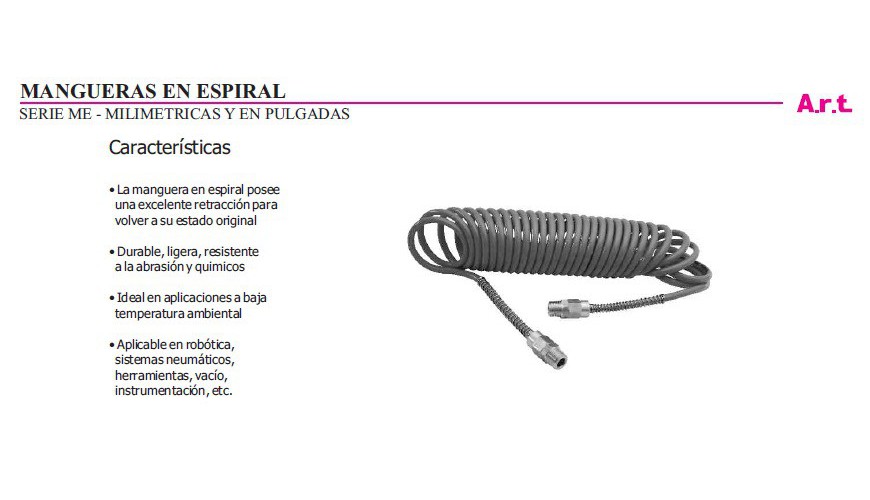 MANGUERAS EN ESPIRAL
A.r.t.
SERIE ME - MILIMETRICAS Y EN PULGADAS
Características
• La manguera en espiral posee
una excelente retracción para
volver a su estado original
• Durable, ligera, resistente
a la abrasión y quimicos
• Ideal en aplicaciones a baja
temperatura ambiental
• Aplicable en robótica,
sistemas neumáticos,
herramientas, vacío,
instrumentación, etc.